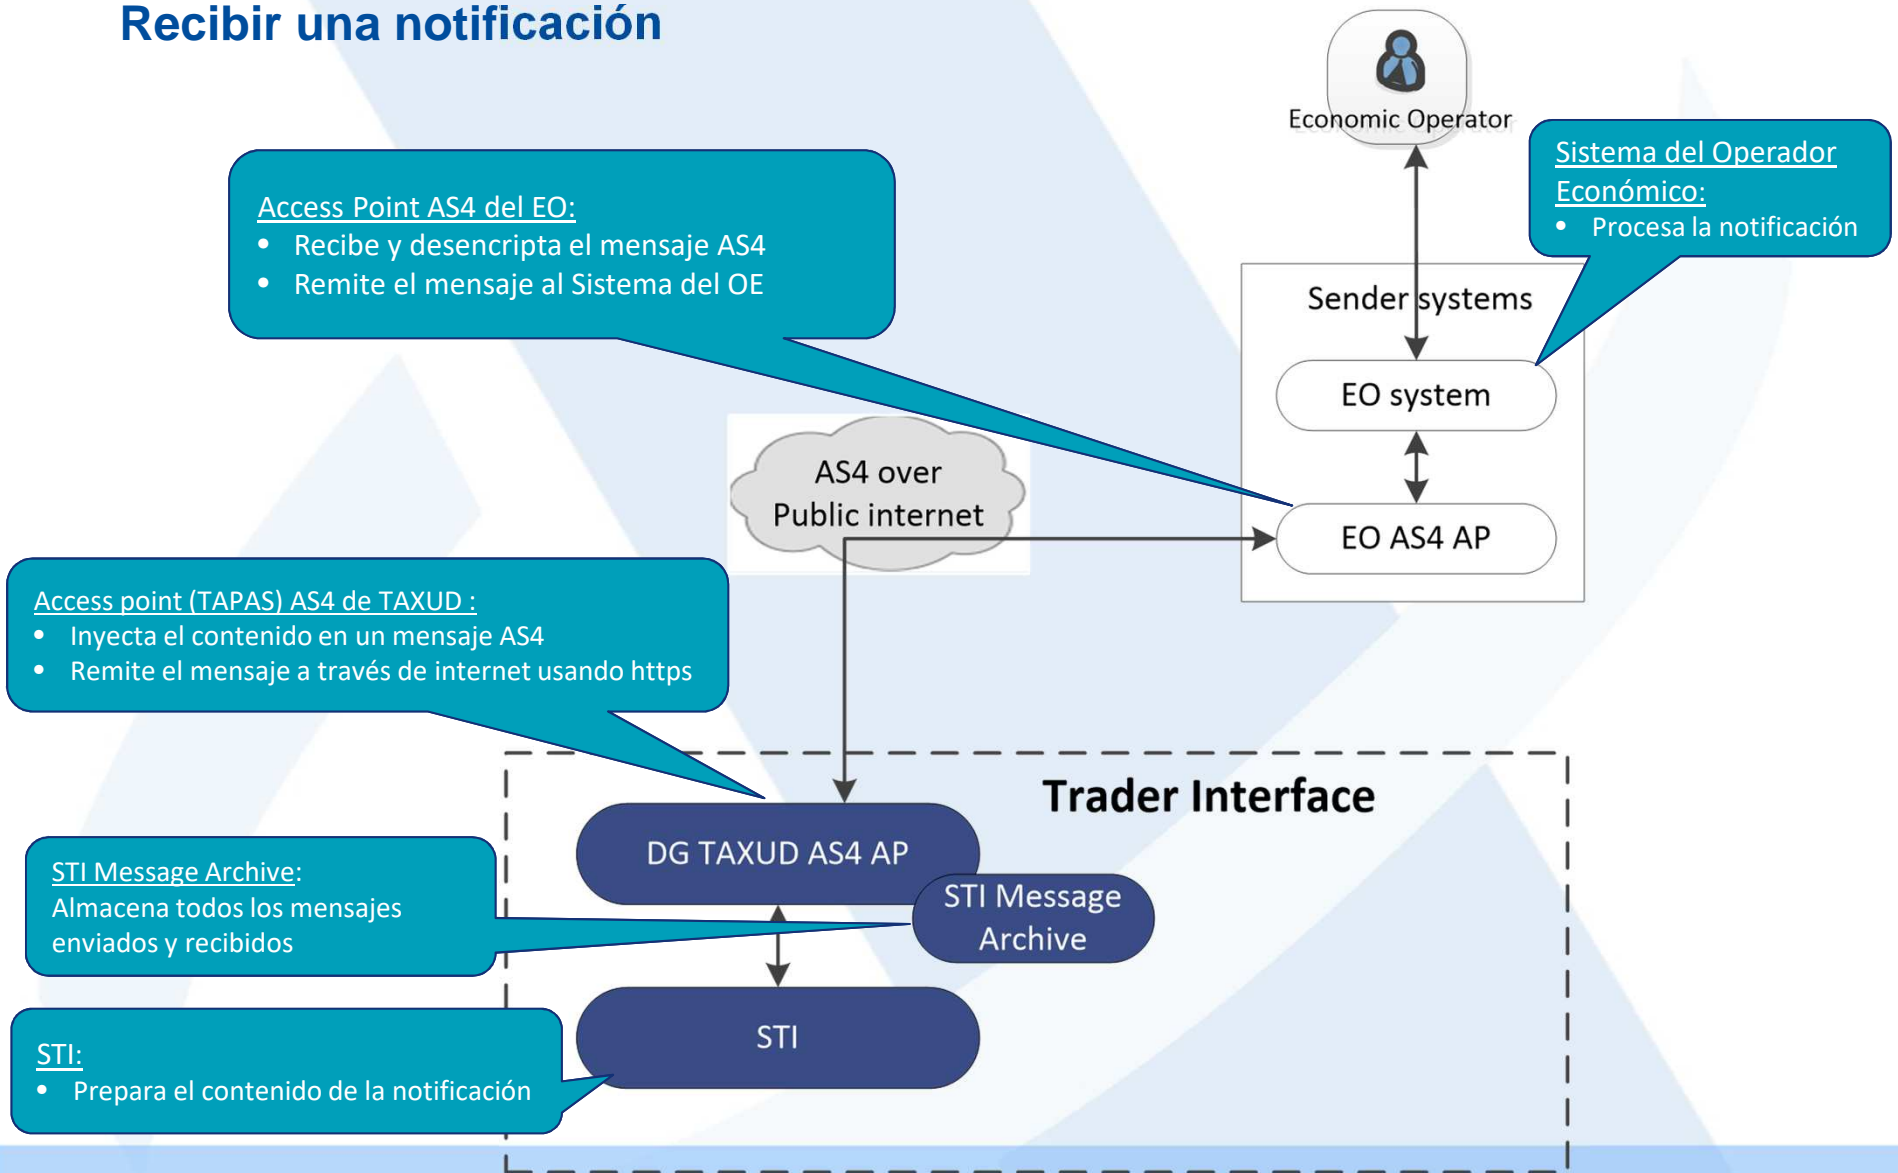 Recibir una notificación
Economic Operator
Sistema del Operador
Económico:
• Procesa la notificación
Access Point AS4 del EO:
• Recibe y desencripta el mensaje AS4
• Remite el mensaje al Sistema del OE
Sender systems
EO system
AS4 over
Public internet
EO AS4 AP
Access point (TAPAS) AS4 de TAXUD :
• Inyecta el contenido en un mensaje AS4
• Remite el mensaje a través de internet usando https
Trader Interface
DG TAXUD AS4 AP
STI Message Archive:
Almacena todos los mensajes
enviados y recibidos
STI Message
Archive
STI
STI:
• Prepara el contenido de la notificación